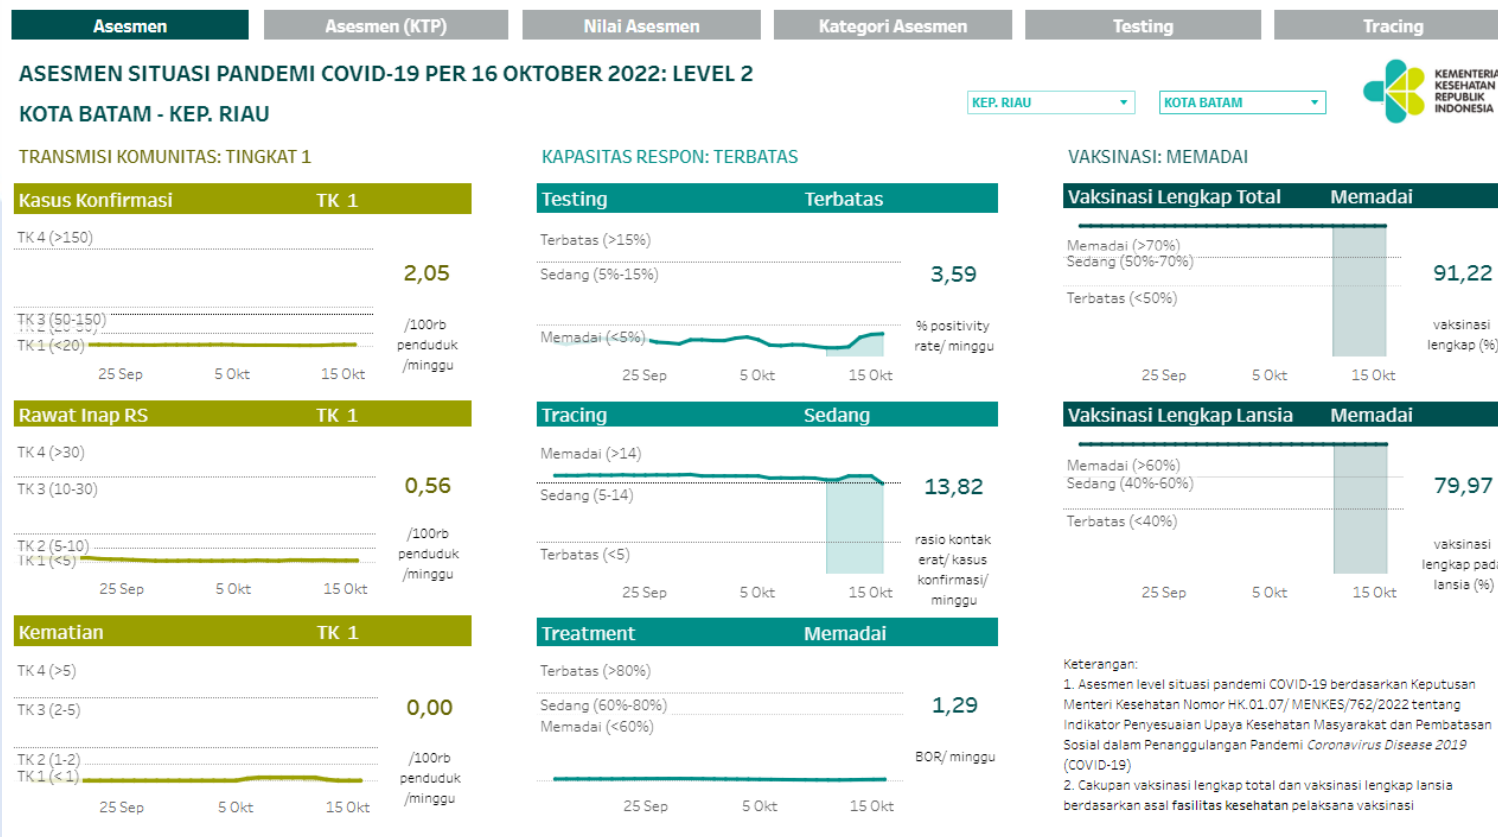 Asesmen
Asesmen (KTP)
Nilai Asesmen
Kategori Asesmen
Testing
Tracing
ASESMEN SITUASI PANDEMI COVID-19 PER 16 OKTOBER 2022: LEVEL 2
KOTA BATAM - KEP. RIAU
KEP. RIAU
KOTA BATAM
KEMENTERIA
KESEHATAN
REPUBLIK
INDONESIA
TRANSMISI KOMUNITAS: TINGKAT 1
Kasus Konfirmasi TK 1
TK 4 (>150)
TK 3 (50-150)
TK 1 (<20)
2,05
/100rb
penduduk
/minggu
25 Sep 5 Okt 15 Okt
Rawat Inap RS TK 1
TK 4 (>30)
TK 3 (10-30)
TK 2 (5-10)
TK 1 (<5)
0,56
/100rb
penduduk
/minggu
25 Sep 5 Okt 15 Okt
Kematian TK 1
TK 4 (>5)
TK 3 (2-5)
TK 2 (1-2)
TK 1 (< 1)
0,00
/100rb
penduduk
/minggu
25 Sep 5 Okt 15 Okt
KAPASITAS RESPON: TERBATAS
Testing Terbatas
Terbatas (>15%)
Sedang (5%-15%)
Memadai (<5%)
3,59
% positivity
rate/ minggu
25 Sep 5 Okt 15 Okt
Tracing Sedang
Memadai (>14)
Sedang (5-14)
Terbatas (<5)
13,82
rasio kontak
erat/ kasus
konfirmasi/
minggu
25 Sep 5 Okt 15 Okt
Treatment Memadai
Terbatas (>80%)
Sedang (60%-80%)
Memadai (<60%)
1,29
BOR/ minggu
25 Sep 5 Okt 15 Okt
VAKSINASI: MEMADAI
Vaksinasi Lengkap Total Memadai
Memadai (>70%)
Sedang (50%-70%)
Terbatas (<50%)
91,22
vaksinasi
lengkap (%)
25 Sep 5 Okt 15 Okt
Vaksinasi Lengkap Lansia Memadai
Memadai (>60%)
Sedang (40%-60%)
Terbatas (<40%)
79,97
vaksinasi
lengkap pada
lansia (%)
25 Sep 5 Okt 15 Okt
Keterangan:
1. Asesmen level situasi pandemi COVID-19 berdasarkan Keputusan
Menteri Kesehatan Nomor HK.01.07/ MENKES/762/2022 tentang
Indikator Penyesuaian Upaya Kesehatan Masyarakat dan Pembatasan
Sosial dalam Penanggulangan Pandemi Coronavirus Disease 2019
(COVID-19)
2. Cakupan vaksinasi lengkap total dan vaksinasi lengkap lansia
berdasarkan asal fasilitas kesehatan pelaksana vaksinasi